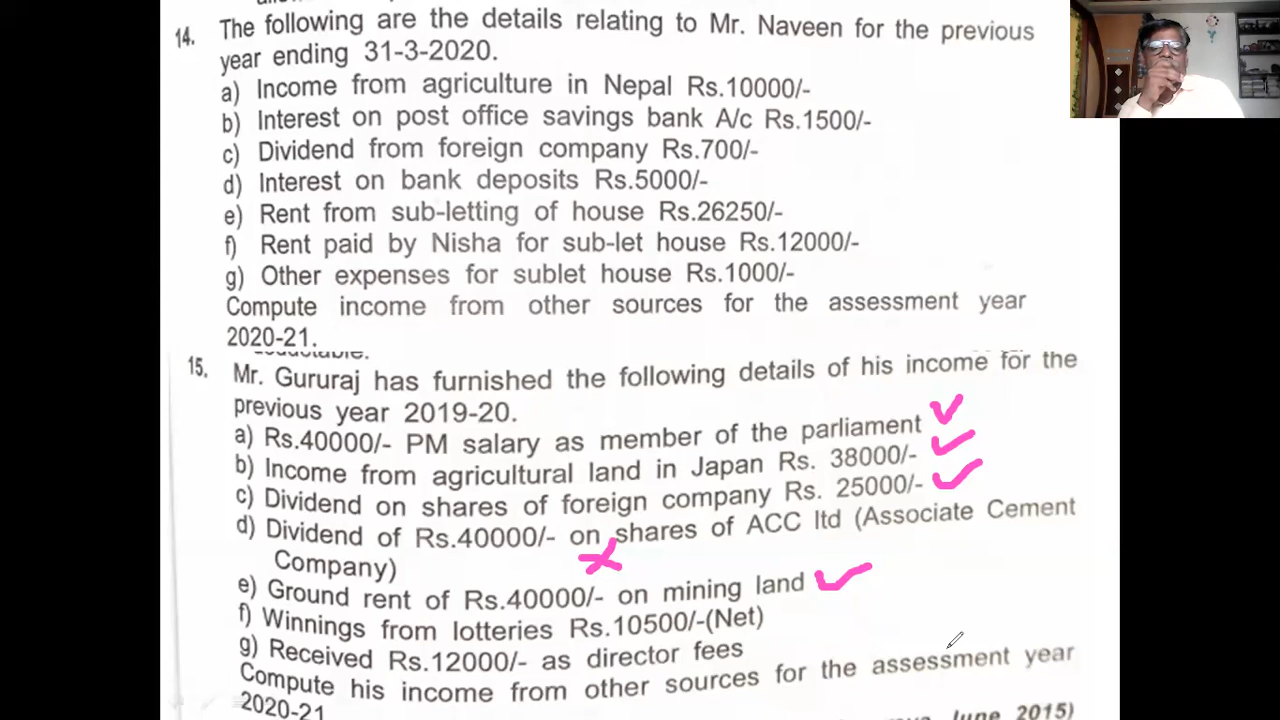 14. The following are the details relating to Mr. Naveen for the previous
year ending 31-3-2020.
a) Income from agriculture in Nepal Rs.10000/-
b) Interest on post office savings bank A/c Rs.1500/-
c) Dividend from foreign company Rs.700/-
d) Interest on bank deposits Rs.5000/-
e) Rent from sub-letting of house Rs.26250/-
f) Rent paid by Nisha for sub-let house Rs.12000/-
g) Other expenses for sublet house Rs.1000/-
Compute income from other sources for the assessment year
2020-21.
15. Mr. Gururaj has furnished the following details of his income for the
previous year 2019-20.
a) Rs.40000/- PM salary as member of the parliament
b) Income from agricultural land in Japan Rs. 38000/-
c) Dividend on shares of foreign company Rs. 25000/-
d) Dividend of Rs.40000/- on shares of ACC ltd (Associate Cement
Company)
e) Ground rent of Rs.40000/- on mining land
f) Winnings from lotteries Rs.10500/-(Net)
g) Received Rs.12000/- as director fees
Compute his income from other sources for the assessment year
2020-21
June 2015)